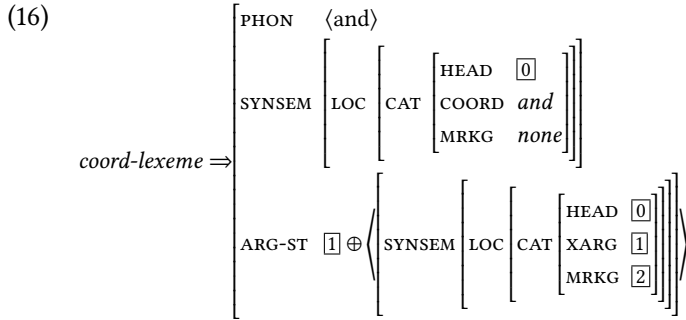 (16)
PHON ⟨and⟩
HEAD 0
SYNSEM LOC CAT COORD and
MRKG none
coord-lexeme ⇒
HEAD 0
ARG-ST 1 ⊕ ⟨ SYNSEM LOC CAT XARG 1 ⟩
MRKG 2